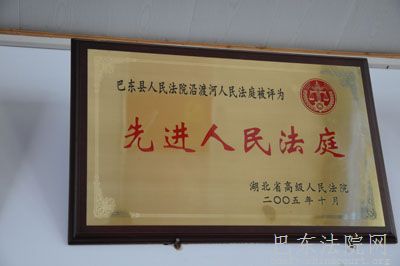 巴东县人民法院沿渡河人民法庭被评为
先进人民法庭
湖北省高级人民法院
二〇〇五年十月
巴东法院网